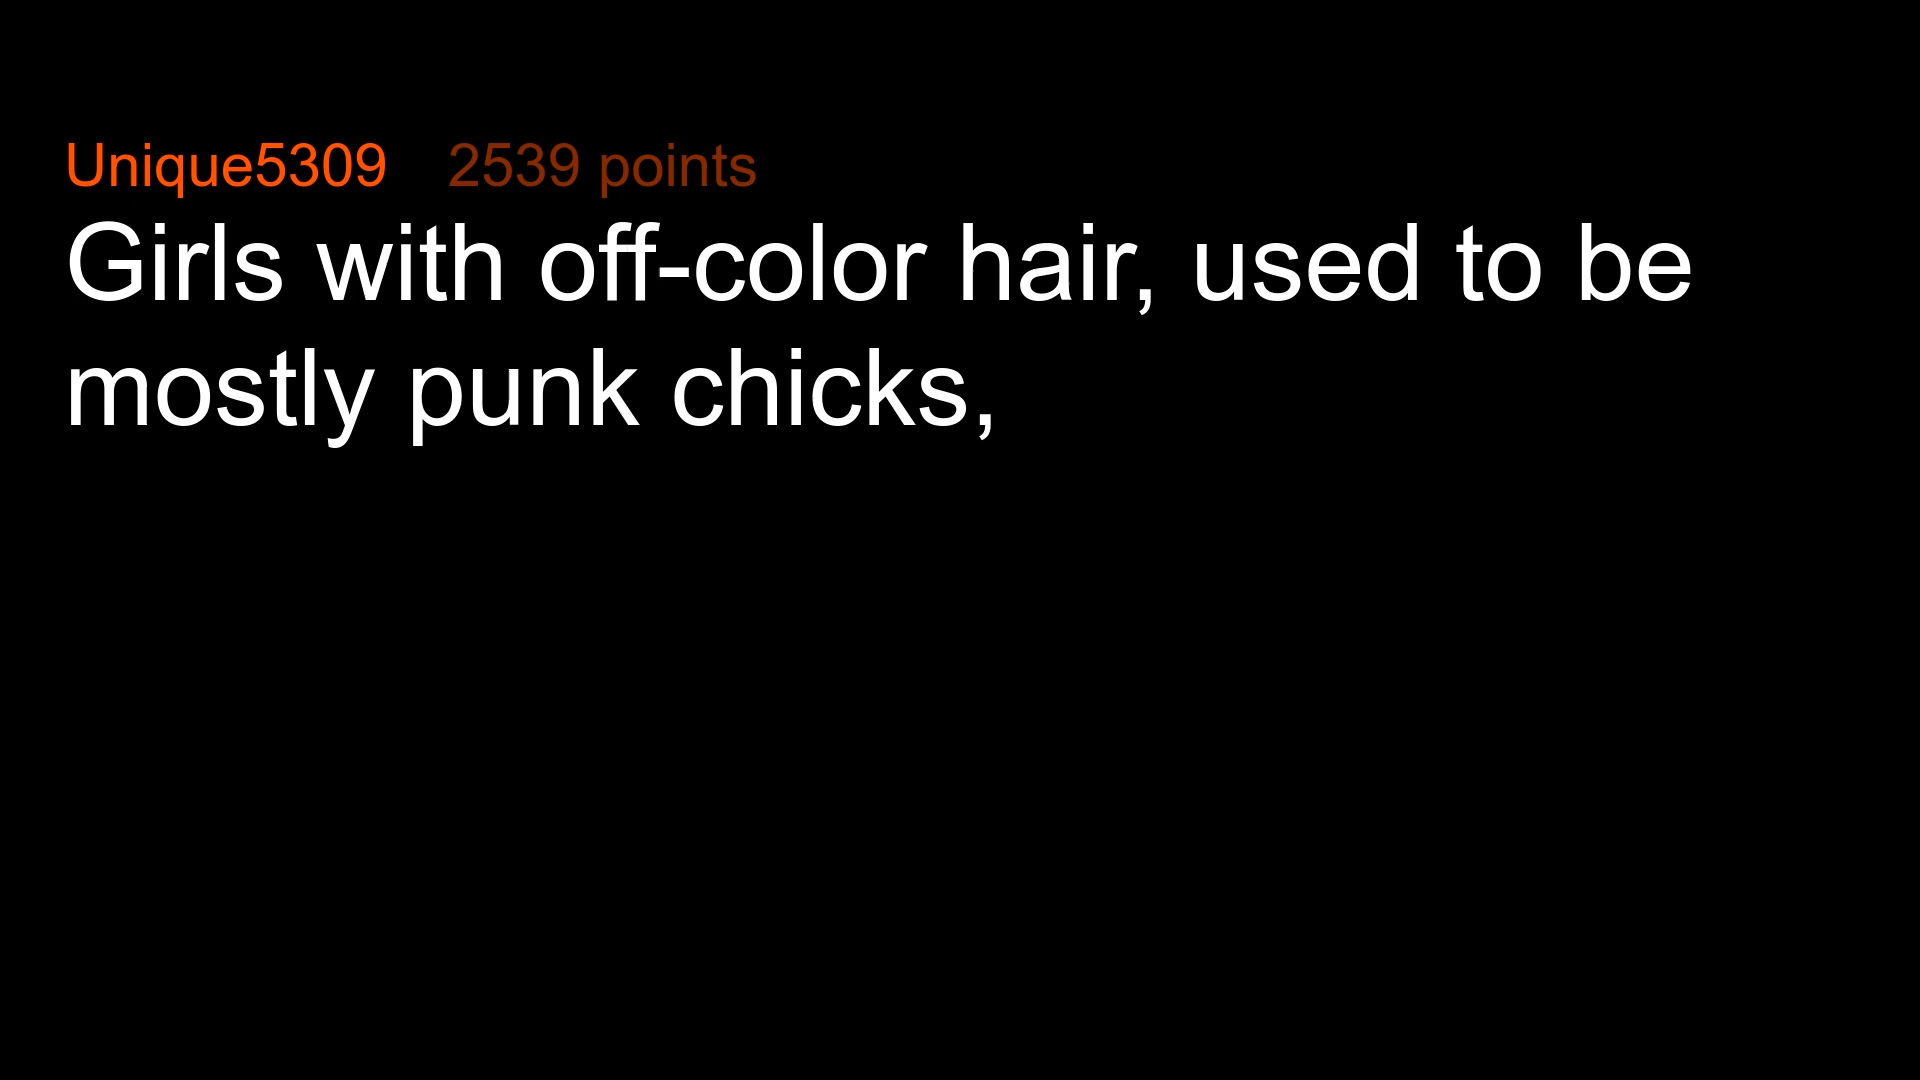 Unique5309 2539 points
Girls with off-color hair, used to be
mostly punk chicks,